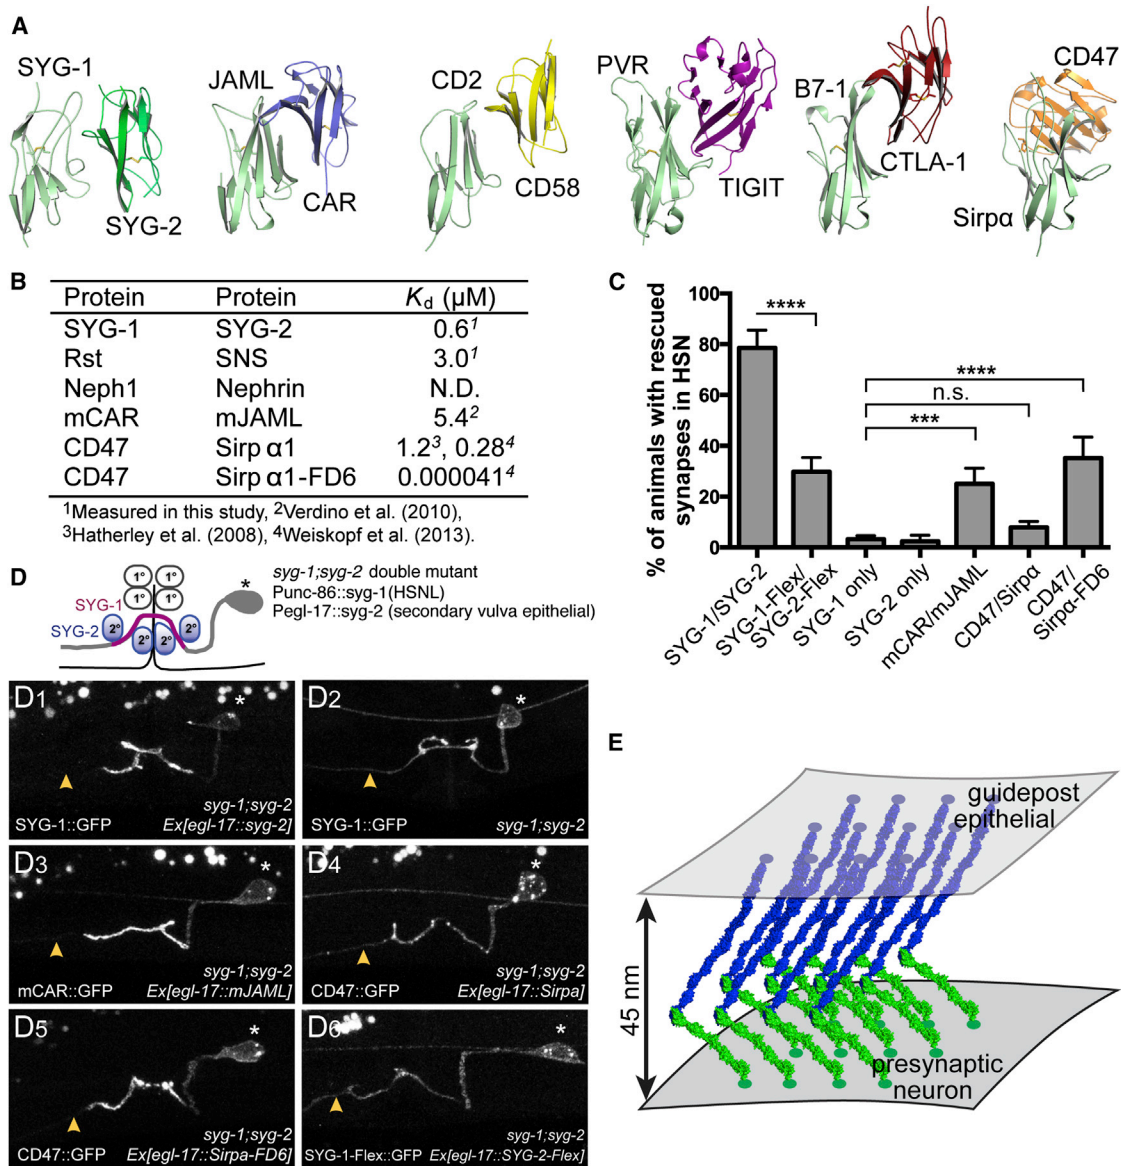 A
SYG-1
SYG-2
JAML
CAR
CD2
CD58
PVR
TIGIT
B7-1
CTLA-1
CD47
Sirpα
B
Protein Protein Kd (µM)
SYG-1 SYG-2 0.6¹
Rst SNS 3.0¹
Neph1 Nephrin N.D.
mCAR mJAML 5.4²
CD47 Sirp α1 1.2³, 0.28⁴
CD47 Sirp α1-FD6 0.000041⁴
¹Measured in this study, ²Verdino et al. (2010),
³Hatherley et al. (2008), ⁴Weiskopf et al. (2013).
C
% of animals with rescued
synapses in HSN
100
80
60
40
20
0
****
****
n.s.
***
SYG-1/SYG-2
SYG-1-Flex/
SYG-2-Flex
SYG-1 only
SYG-2 only
mCAR/mJAML
CD47/Sirpα
CD47/
Sirpα-FD6
D
1° 1°
1° 1°
SYG-1
SYG-2
2° 2° 2° 2°
*
syg-1;syg-2 double mutant
Punc-86::syg-1(HSNL)
Pegl-17::syg-2 (secondary vulva epithelial)
D1
*
syg-1;syg-2
SYG-1::GFP Ex[egl-17::syg-2]
D2
*
SYG-1::GFP syg-1;syg-2
D3
*
syg-1;syg-2
mCAR::GFP Ex[egl-17::mJAML]
D4
*
syg-1;syg-2
CD47::GFP Ex[egl-17::Sirpa]
D5
*
syg-1;syg-2
CD47::GFP Ex[egl-17::Sirpa-FD6]
D6
*
syg-1;syg-2
SYG-1-Flex::GFP Ex[egl-17::SYG-2-Flex]
E
guidepost
epithelial
45 nm
presynaptic
neuron